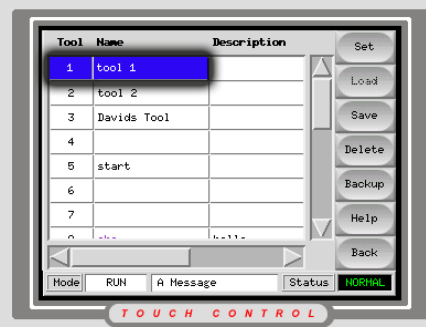 Tool Name Description Set
1 tool 1
Load
2 tool 2
3 Davids Tool Save
4
Delete
5 start
6 Backup
7
Help
Back
Mode RUN A Message Status NORMAL
TOUCH CONTROL